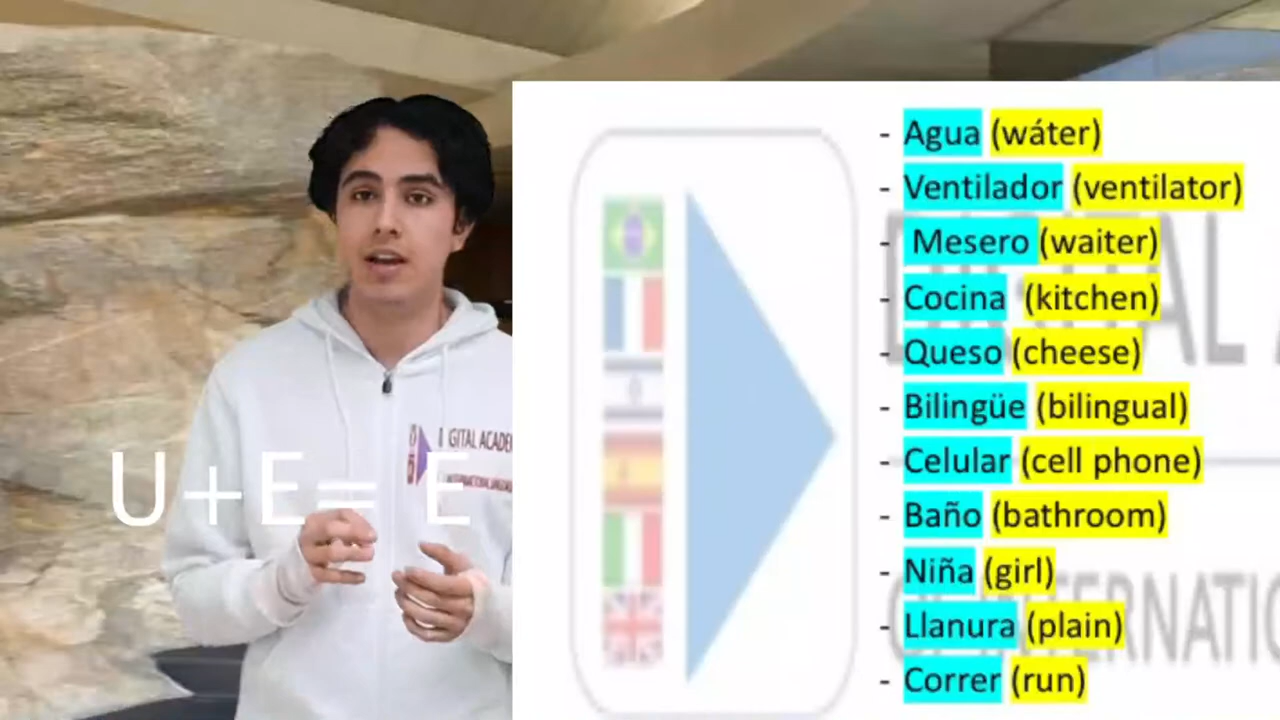 - Agua (wáter)
- Ventilador (ventilator)
- Mesero (waiter)
- Cocina (kitchen)
- Queso (cheese)
- Bilingüe (bilingual)
- Celular (cell phone)
- Baño (bathroom)
- Niña (girl)
- Llanura (plain)
- Correr (run)
U+E= E
GITAL ACADEM